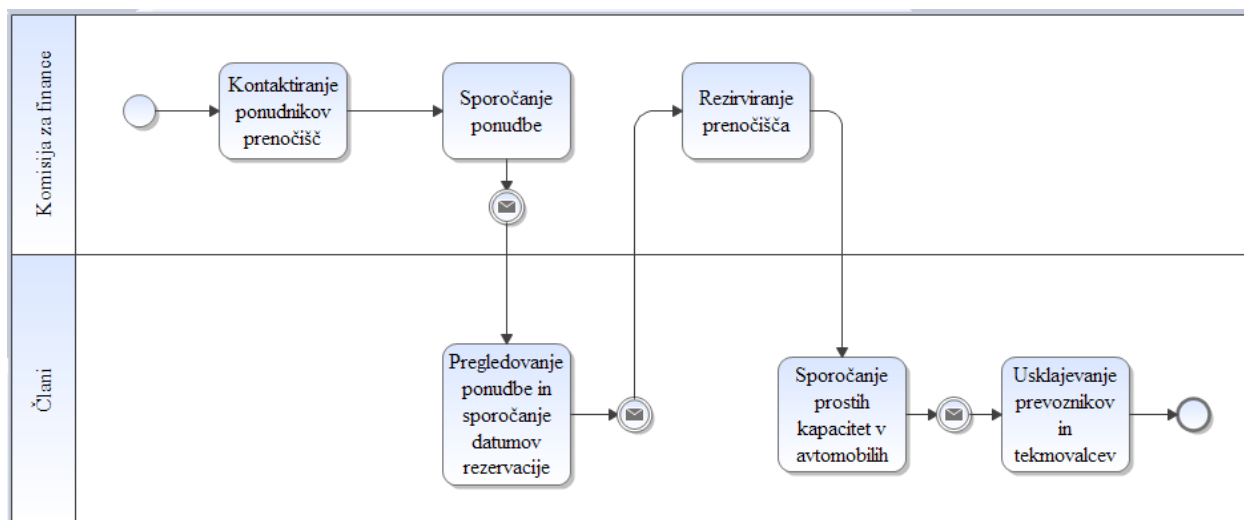 Komisija za finance
Kontaktiranje
ponudnikov
prenočišč
Sporočanje
ponudbe
Rezirviranje
prenočišča
Člani
Pregledovanje
ponudbe in
sporočanje
datumov
rezervacije
Sporočanje
prostih
kapacitet v
avtomobilih
Usklajevanje
prevoznikov
in
tekmovalcev